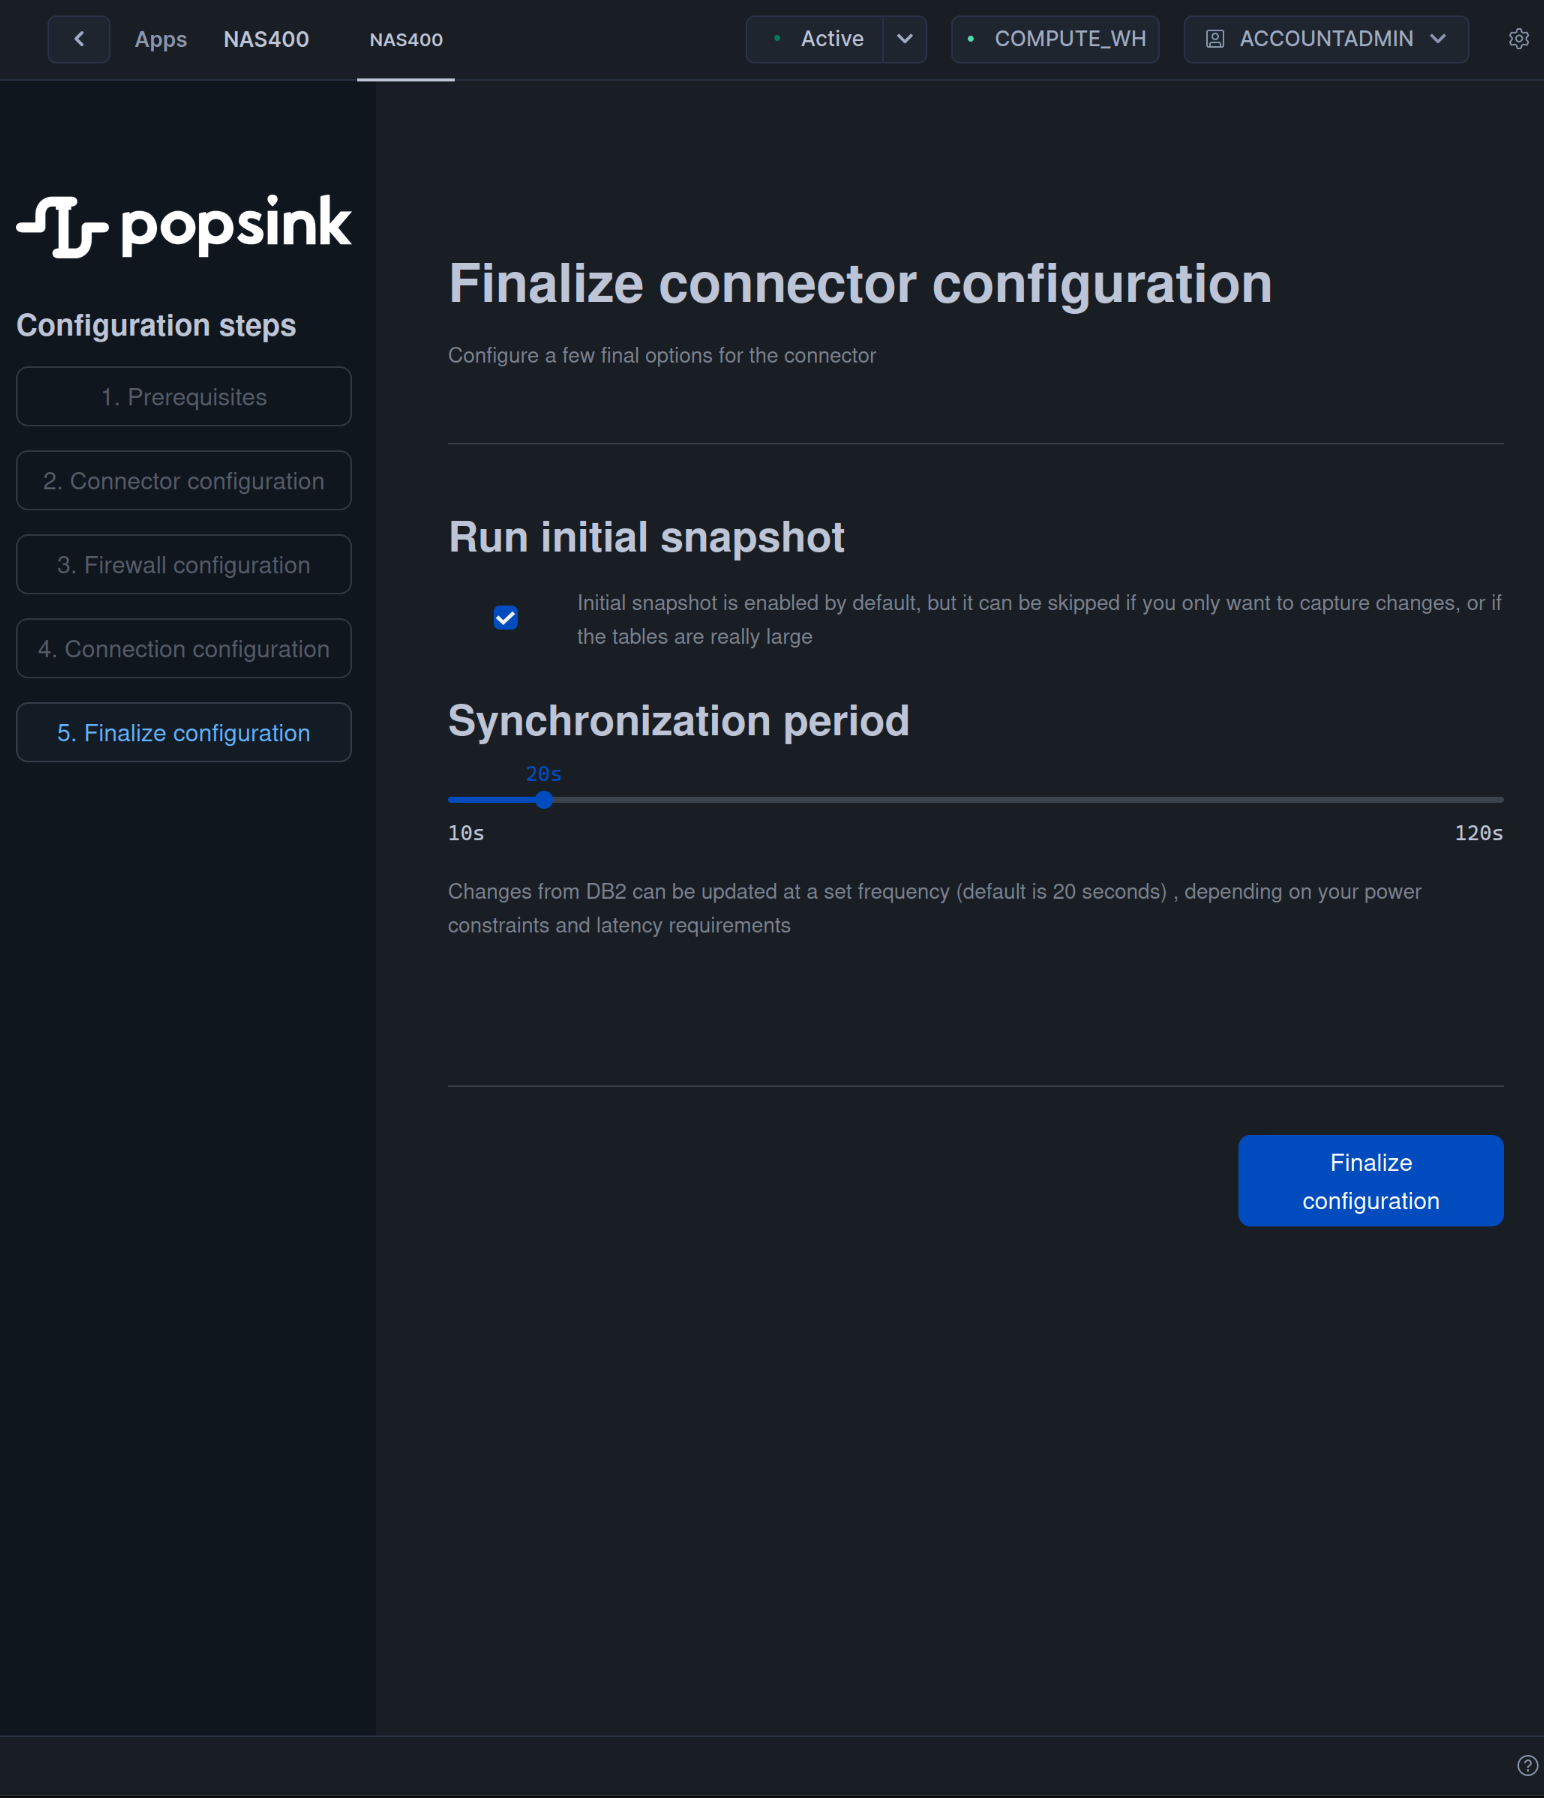 Apps
NAS400
NAS400
Active
COMPUTE_WH
ACCOUNTADMIN
popsink
Configuration steps
1. Prerequisites
2. Connector configuration
3. Firewall configuration
4. Connection configuration
5. Finalize configuration
Finalize connector configuration
Configure a few final options for the connector
Run initial snapshot
Initial snapshot is enabled by default, but it can be skipped if you only want to capture changes, or if
the tables are really large
Synchronization period
20s
10s
120s
Changes from DB2 can be updated at a set frequency (default is 20 seconds) , depending on your power
constraints and latency requirements
Finalize
configuration